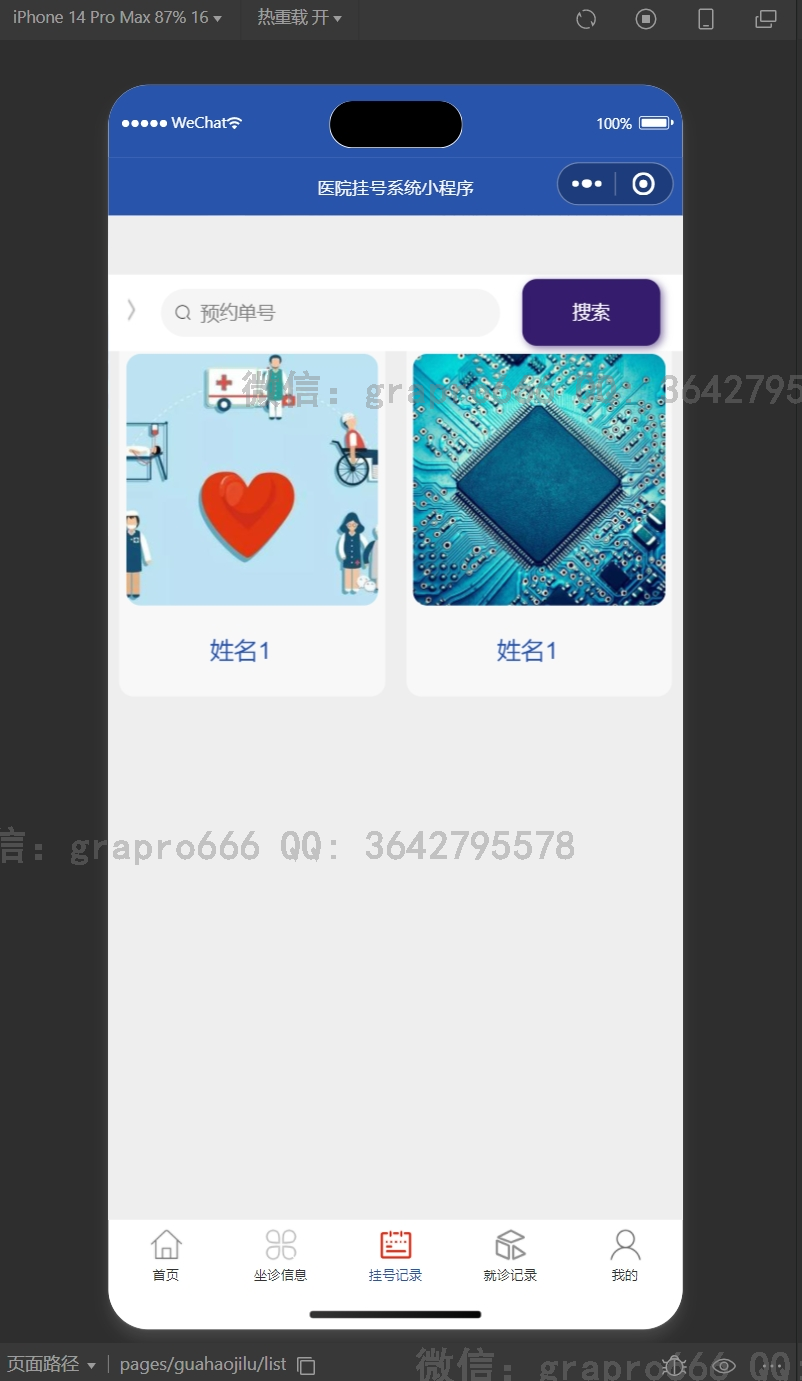 iPhone 14 Pro Max 87% 16
热重载 开
WeChat
100%
医院挂号系统小程序
预约单号
搜索
微信: grapro666 QQ: 3642795
姓名1
姓名1
信: grapro666 QQ: 3642795578
首页
坐诊信息
挂号记录
就诊记录
我的
页面路径
pages/guahaojilu/list
微信: grapro666 QQ: